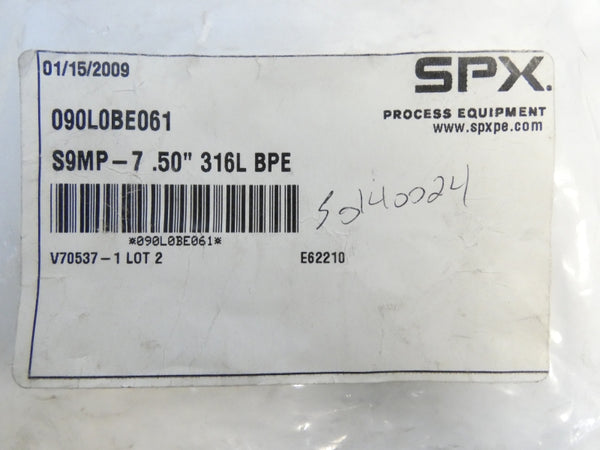 01/15/2009
SPX.
PROCESS EQUIPMENT
www.spxpe.com
090L0BE061
S9MP-7 .50" 316L BPE
50140024
*090L0BE061*
V70537-1 LOT 2
E62210